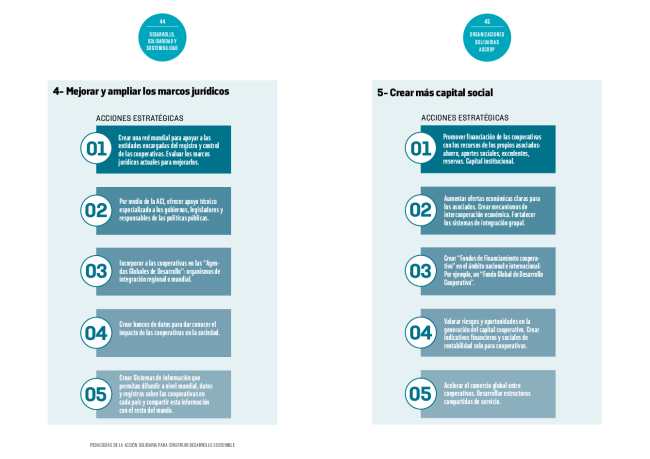 44
DESARROLLO,
SOLIDARIDAD Y
SOSTENIBILIDAD
4- Mejorar y ampliar los marcos jurídicos
ACCIONES ESTRATÉGICAS
01
Crear una red mundial para apoyar a las
entidades encargadas del registro y control
de las cooperativas. Evaluar los marcos
jurídicos actuales para mejorarlos.
02
Por medio de la ACI, ofrecer apoyo técnico
especializado a los gobiernos, legisladores y
responsables de las políticas públicas.
03
Incorporar a las cooperativas en las "Agen-
das Globales de Desarrollo": organismos de
integración regional o mundial.
04
Crear bancos de datos para dar conocer el
impacto de las cooperativas en la sociedad.
05
Crear Sistemas de información que
permitan difundir a nivel mundial, datos
y registros sobre las cooperativas en
cada país y compartir esta información
con el resto del mundo.
PEDAGOGÍAS DE LA ACCIÓN SOLIDARIA PARA CONSTRUIR DESARROLLO SOSTENIBLE
45
ORGANIZACIONES
SOLIDARIAS
ASCOOP
5- Crear más capital social
ACCIONES ESTRATÉGICAS
01
Promover financiación de las cooperativas
con los recursos de los propios asociados:
ahorro, aportes sociales, excedentes,
reservas. Capital institucional.
02
Aumentar ofertas económicas claras para
los asociados. Crear mecanismos de
intercooperación económica. Fortalecer
los sistemas de integración grupal.
03
Crear "Fondos de Financiamiento coopera-
tivo" en el ámbito nacional e internacional:
Por ejemplo, un "Fondo Global de Desarrollo
Cooperativo".
04
Valorar riesgos y oportunidades en la
generación del capital cooperativo. Crear
indicativos financieros y sociales de
rentabilidad solo para cooperativas.
05
Acelerar el comercio global entre
cooperativas. Desarrollar estructuras
compartidas de servicio.